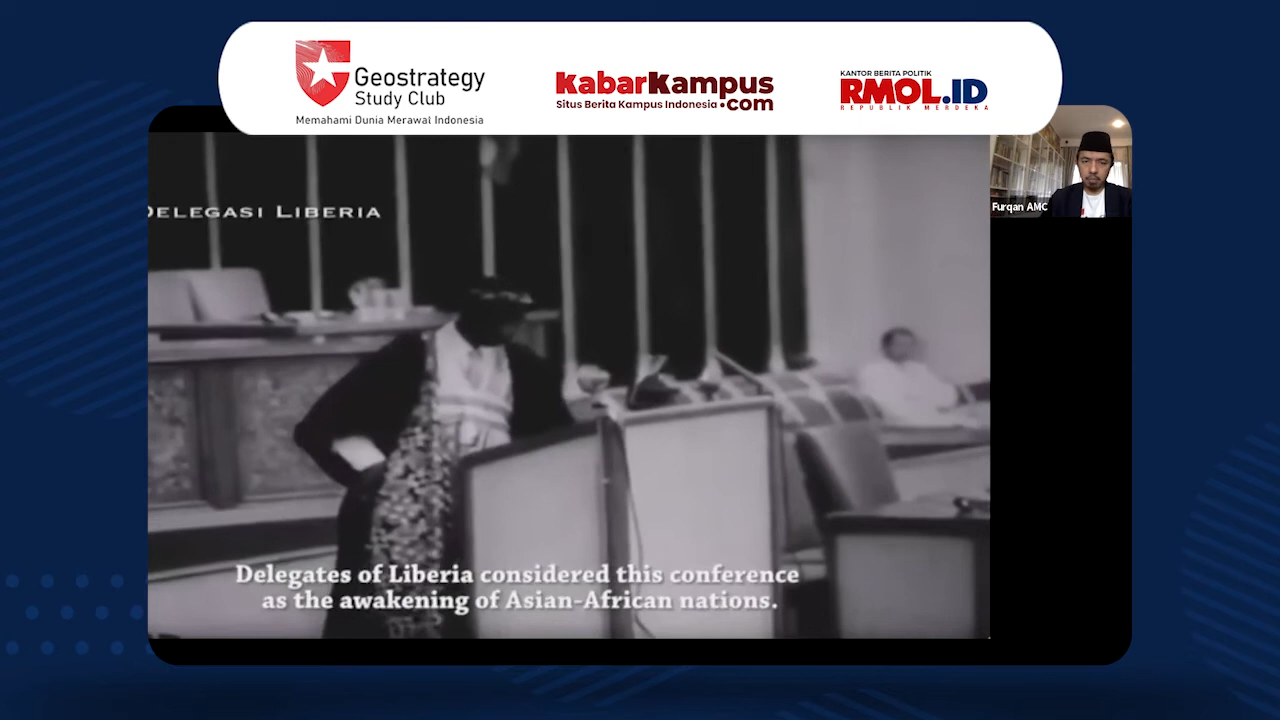 Geostrategy
Study Club
Memahami Dunia Merawat Indonesia
KabarKampus
Situs Berita Kampus Indonesia .com
KANTOR BERITA POLITIK
RMOL.ID
REPUBLIK MERDEKA
Furqan AMC
DELEGASI LIBERIA
Delegates of Liberia considered this conference
as the awakening of Asian-African nations.